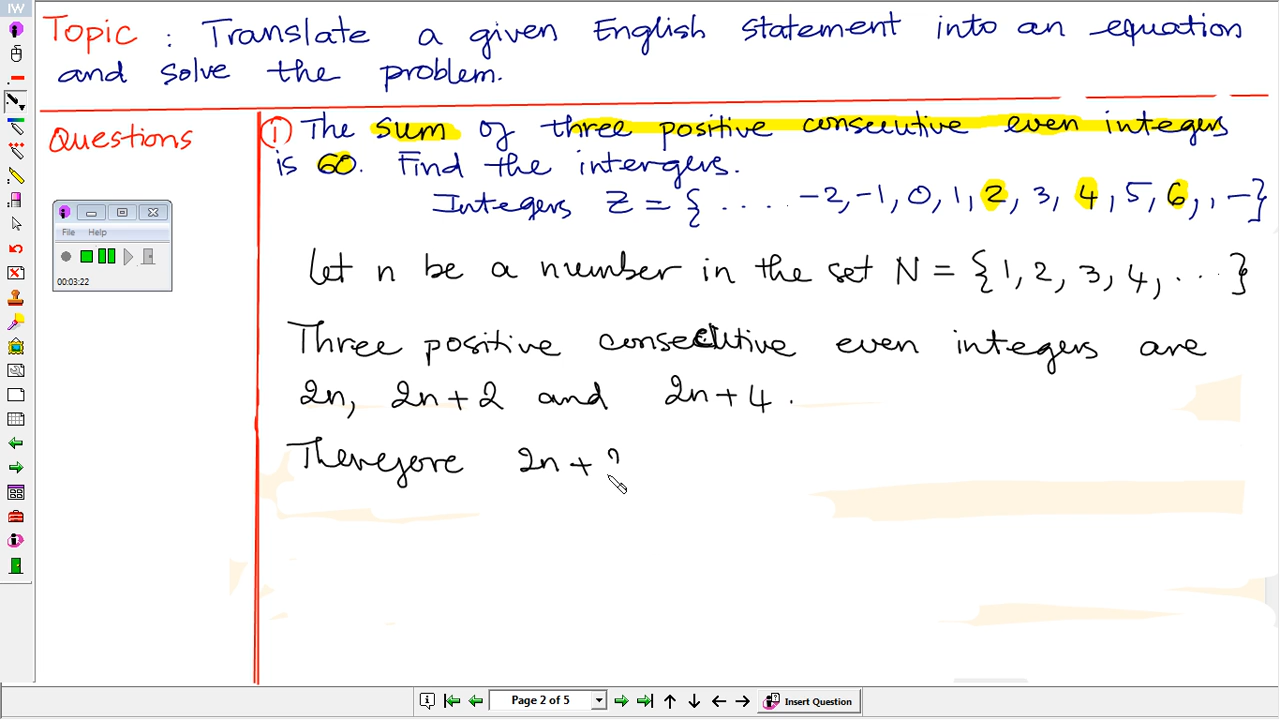 IW
Topic : Translate a given English statement into an equation
and solve the problem.
Questions
① The sum of three positive consecutive even integers
is 60. Find the intergers.
Integers Z = { .... -2, -1, 0, 1, 2, 3, 4, 5, 6, , - }
File Help
00:03:22
Let n be a number in the set N = {1, 2, 3, 4, ... }
Three positive consecutive even integers are
2n, 2n + 2 and 2n + 4 .
Therefore 2n +
Page 2 of 5
Insert Question